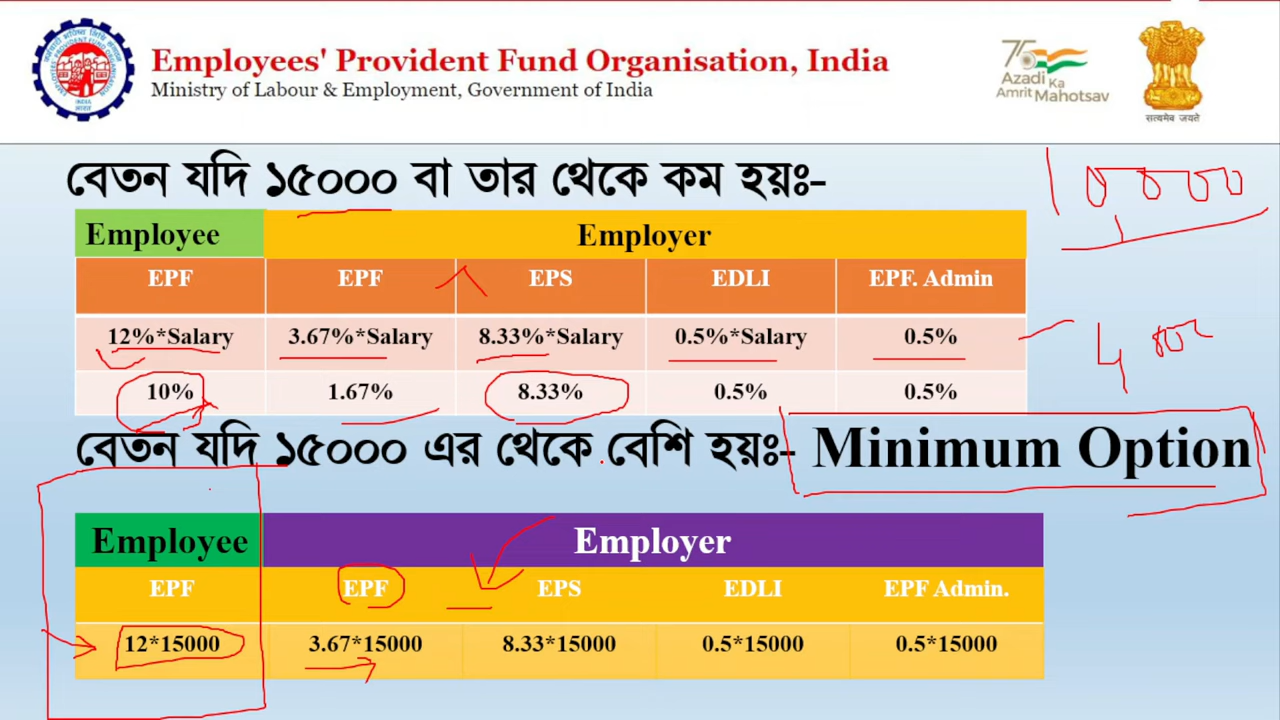 Employees' Provident Fund Organisation, India
Ministry of Labour & Employment, Government of India
75
Azadi Ka
Amrit Mahotsav
सत्यमेव जयते
বেতন যদি ১৫০০০ বা তার থেকে কম হয়ঃ-
10000
Employee Employer
EPF EPF EPS EDLI EPF. Admin
12%*Salary 3.67%*Salary 8.33%*Salary 0.5%*Salary 0.5%
10% 1.67% 8.33% 0.5% 0.5%
বেতন যদি ১৫০০০ এর থেকে বেশি হয়ঃ- Minimum Option
Employee Employer
EPF EPF EPS EDLI EPF Admin.
12*15000 3.67*15000 8.33*15000 0.5*15000 0.5*15000